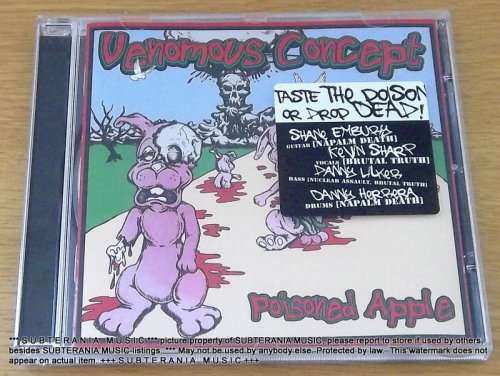 Venomous Concept
TASTE THE POISON
OR DROP DEAD!
SHANE EMBURY
GUITAR [NAPALM DEATH]
KEVIN SHARP
VOCALS [BRUTAL TRUTH]
DANNY LILKER
BASS [NUCLEAR ASSAULT, BRUTAL TRUTH]
DANNY HERRARA
DRUMS [NAPALM DEATH]
Poisoned Apple
*** S U B T E R A N I A   M U S I C *** picture property of SUBTERANIA MUSIC, please report to store if used by others
besides SUBTERANIA MUSIC listings. *** May not be used by anybody else. Protected by law - This watermark does not
appear on actual item. +++ S U B T E R A N I A   M U S I C +++